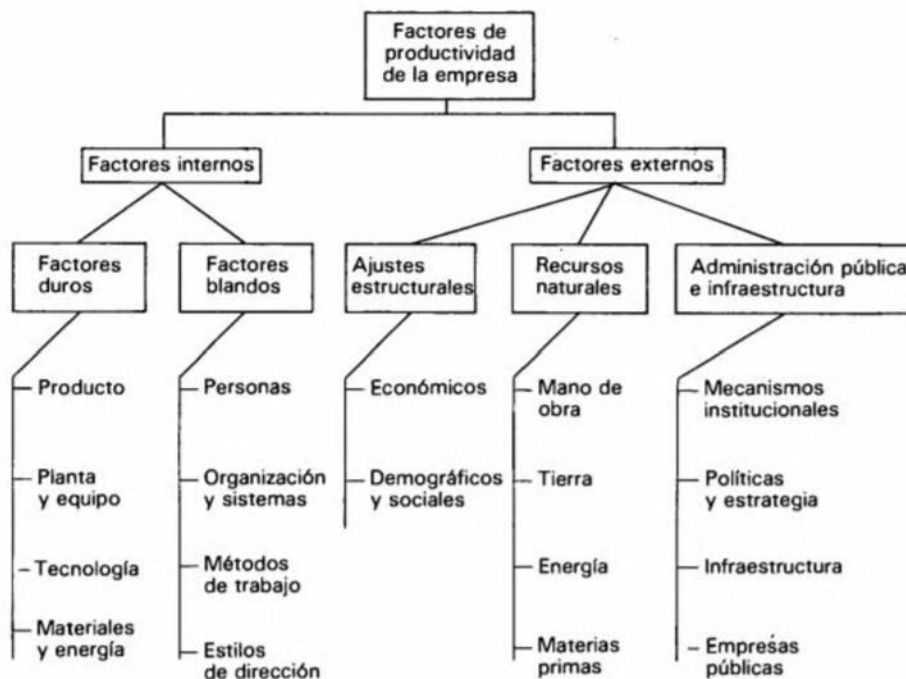 Factores de
productividad
de la empresa
Factores internos
Factores externos
Factores
duros
Factores
blandos
Ajustes
estructurales
Recursos
naturales
Administración pública
e infraestructura
Producto
Planta
y equipo
Tecnología
Materiales
y energía
Personas
Organización
y sistemas
Métodos
de trabajo
Estilos
de dirección
Económicos
Demográficos
y sociales
Mano de
obra
Tierra
Energía
Materias
primas
Mecanismos
institucionales
Políticas
y estrategia
Infraestructura
Empresas
públicas